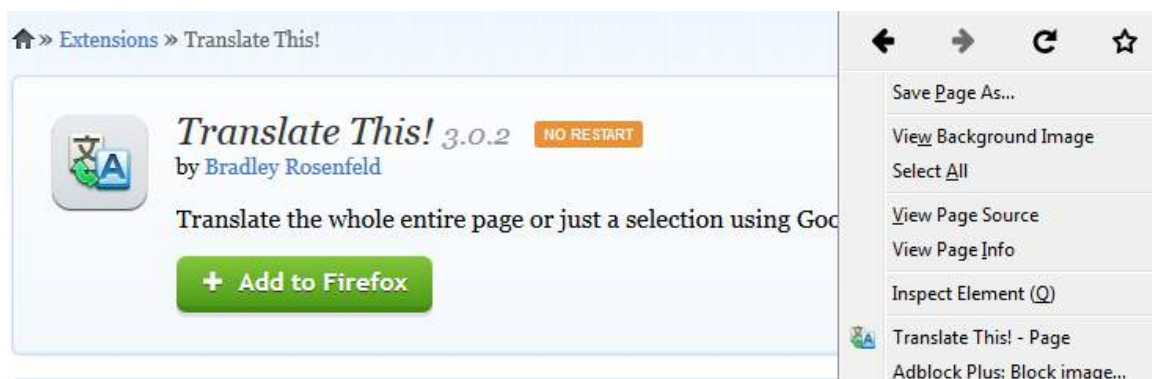 » Extensions » Translate This!
Translate This! 3.0.2 NO RESTART
by Bradley Rosenfeld
Translate the whole entire page or just a selection using Goo
+ Add to Firefox
Save Page As...
View Background Image
Select All
View Page Source
View Page Info
Inspect Element (Q)
Translate This! - Page
Adblock Plus: Block image...